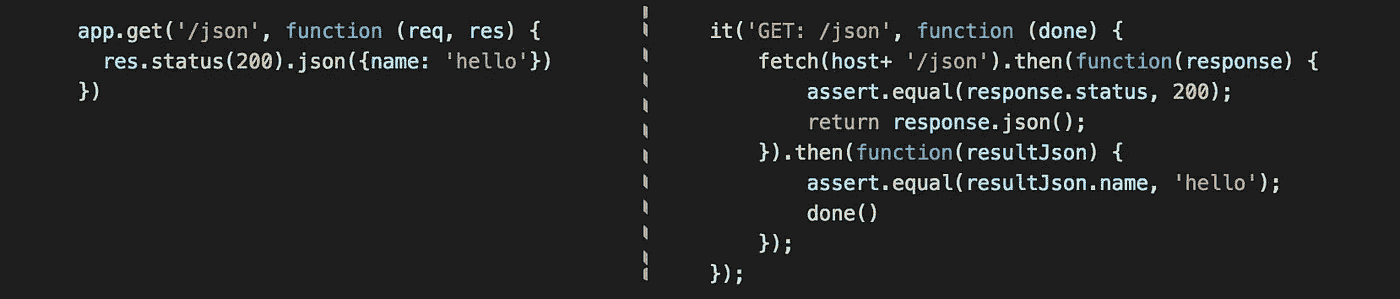 app.get('/json', function (req, res) {
  res.status(200).json({name: 'hello'})
})
it('GET: /json', function (done) {
    fetch(host+ '/json').then(function(response) {
        assert.equal(response.status, 200);
        return response.json();
    }).then(function(resultJson) {
        assert.equal(resultJson.name, 'hello');
        done()
    });
});